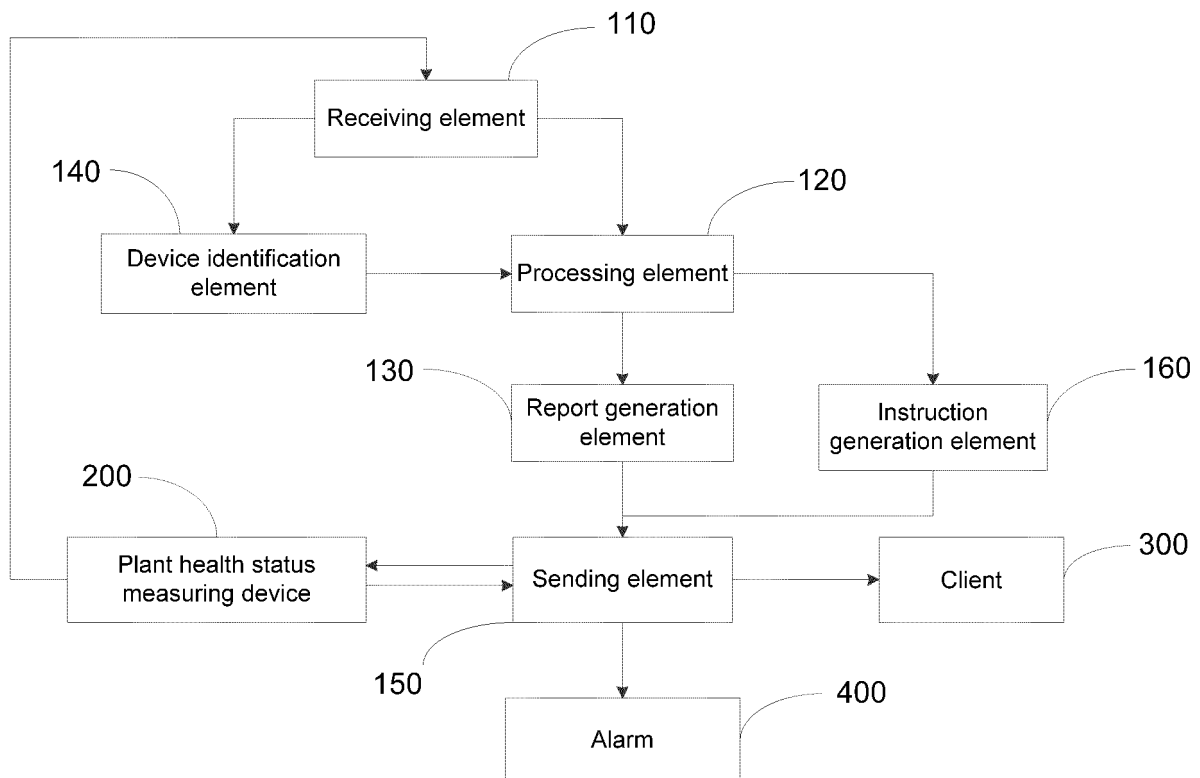 110
Receiving element
140
120
Device identification
element
Processing element
130
160
Report generation
element
Instruction
generation element
200
300
Plant health status
measuring device
Sending element
Client
150
400
Alarm